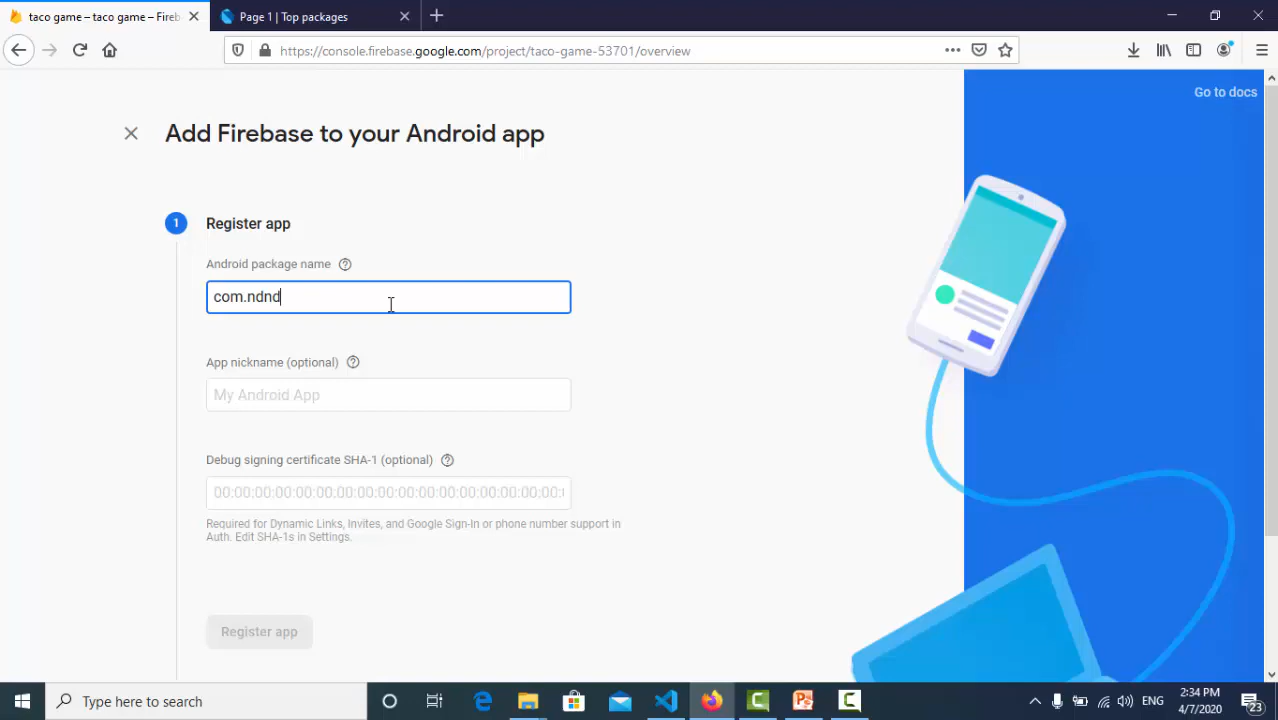 taco game – taco game – Fireb
Page 1 | Top packages
https://console.firebase.google.com/project/taco-game-53701/overview
Go to docs
Add Firebase to your Android app
1 Register app
Android package name
com.ndnd
App nickname (optional)
My Android App
Debug signing certificate SHA-1 (optional)
00:00:00:00:00:00:00:00:00:00:00:00:00:00:00:00:00:
Required for Dynamic Links, Invites, and Google Sign-In or phone number support in
Auth. Edit SHA-1s in Settings.
Register app
Type here to search
ENG
2:34 PM
4/7/2020
23